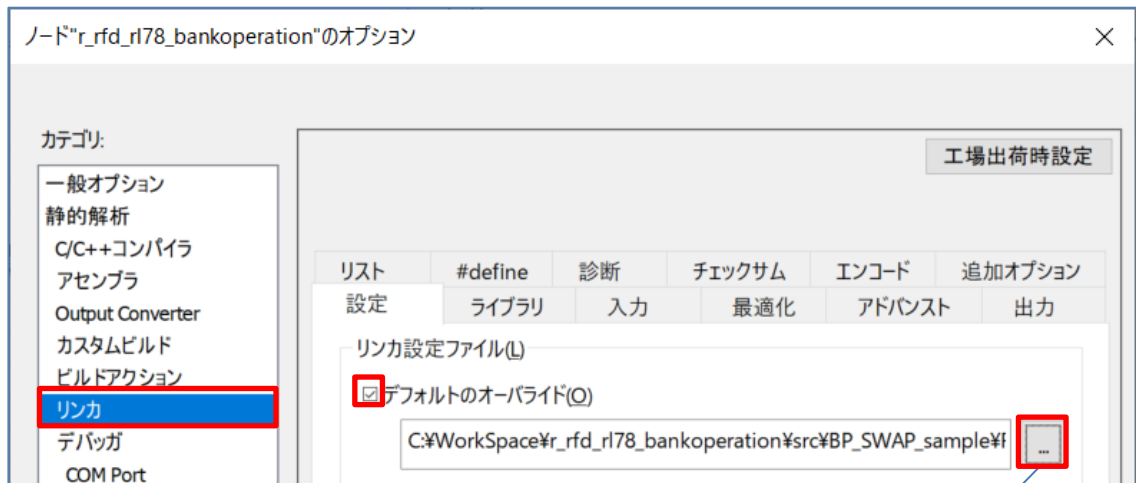 ノード"r_rfd_rl78_bankoperation"のオプション
カテゴリ:
一般オプション
静的解析
C/C++コンパイラ
アセンブラ
Output Converter
カスタムビルド
ビルドアクション
リンカ
デバッガ
COM Port
工場出荷時設定
リスト #define 診断 チェックサム エンコード 追加オプション
設定 ライブラリ 入力 最適化 アドバンスト 出力
リンカ設定ファイル(L)
デフォルトのオーバライド(O)
C:¥WorkSpace¥r_rfd_rl78_bankoperation¥src¥BP_SWAP_sample¥
...